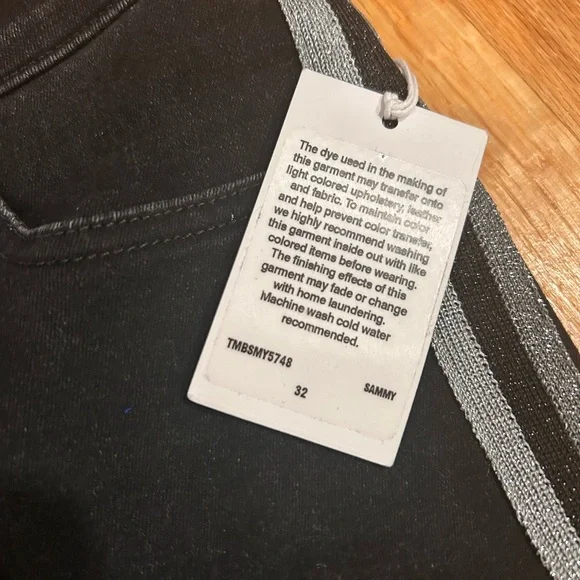 The dye used in the making of
this garment may transfer onto
light colored upholstery, leather
and fabric. To maintain color
and help prevent color transfer,
we highly recommend washing
this garment inside out with like
colored items before wearing.
The finishing effects of this
garment may fade or change
with home laundering.
Machine wash cold water
recommended.
TMBSMY5748
32
SAMMY